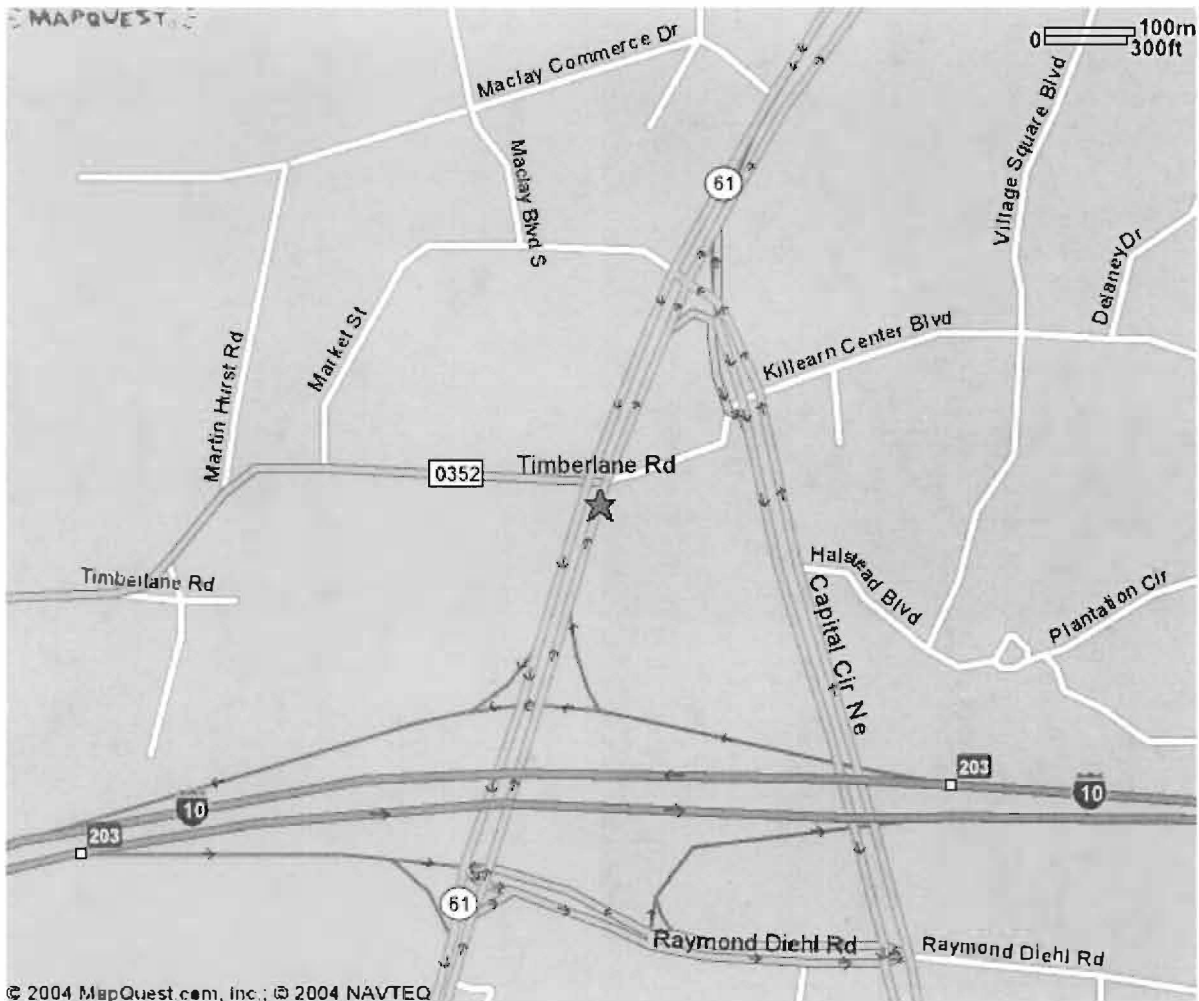 MAPQUEST
0 100m
300ft
Maclay Commerce Dr
Village Square Blvd
61
Maclay Blvd S
Delaney Dr
Market St
Killearn Center Blvd
Martin Hurst Rd
0352
Timberlane Rd
Halstead Blvd
Timberlane Rd
Plantation Cir
Capital Cir Ne
203
10
10
203
61
Raymond Diehl Rd
Raymond Diehl Rd
© 2004 MapQuest.com, Inc.; © 2004 NAVTEQ